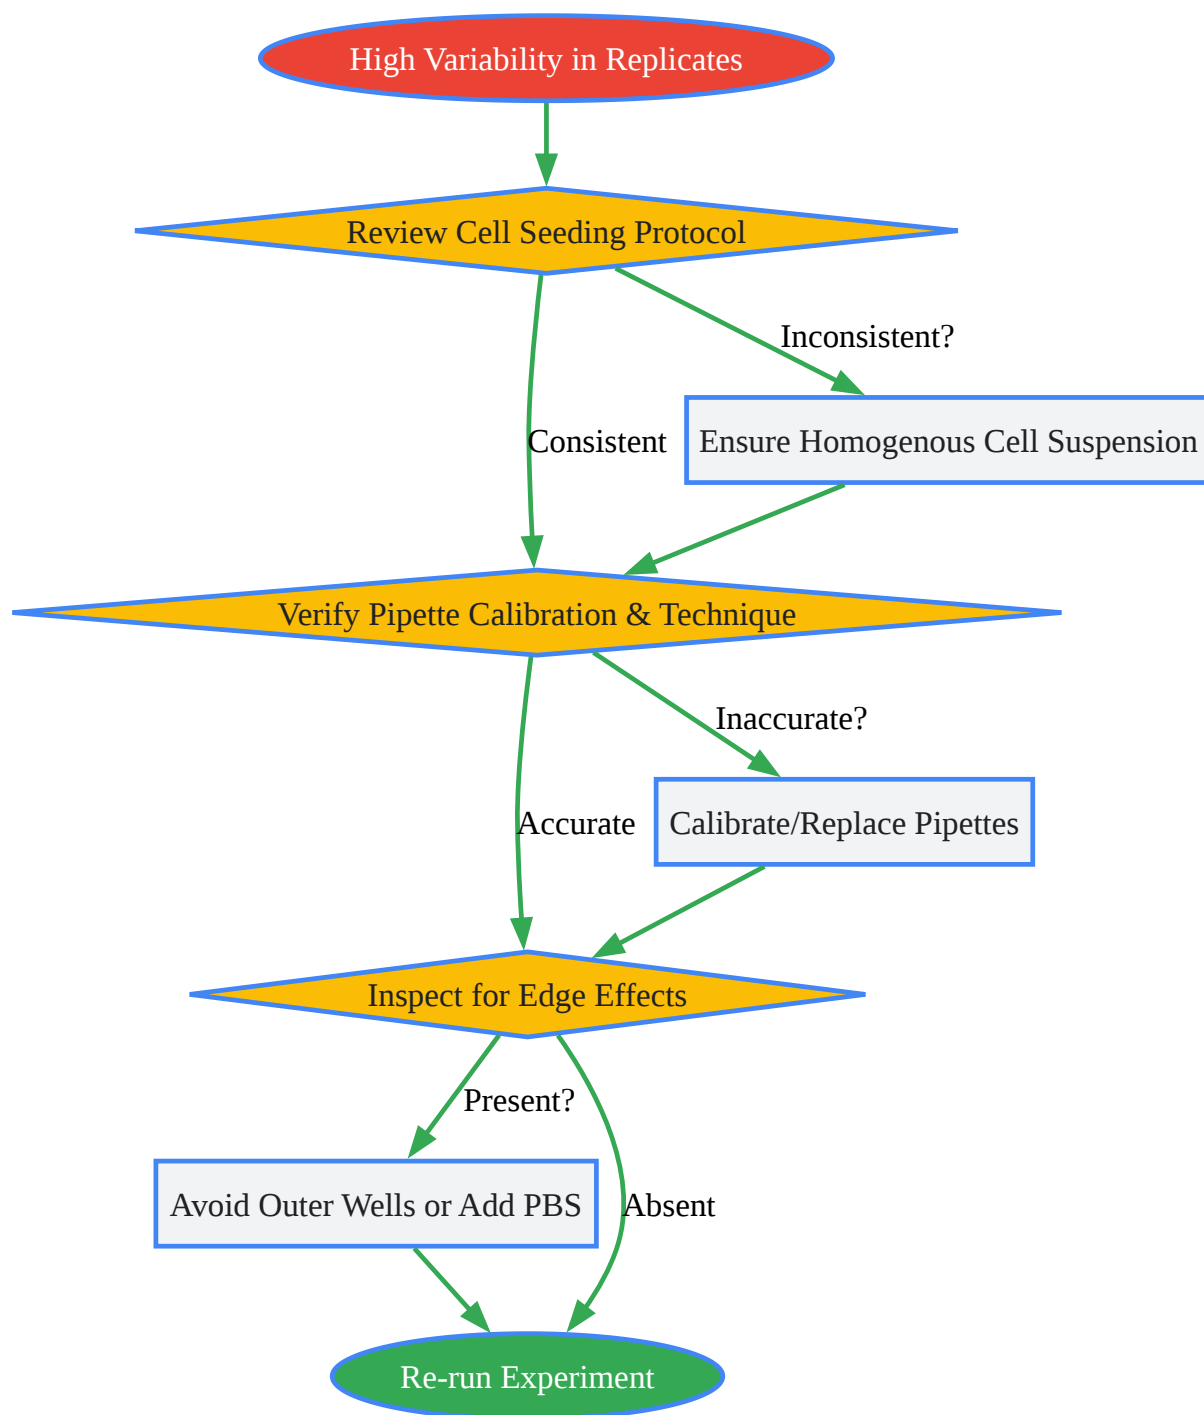 High Variability in Replicates
Review Cell Seeding Protocol
Inconsistent?
Consistent
Ensure Homogenous Cell Suspension
Verify Pipette Calibration & Technique
Inaccurate?
Accurate
Calibrate/Replace Pipettes
Inspect for Edge Effects
Present?
Avoid Outer Wells or Add PBS
Absent
Re-run Experiment